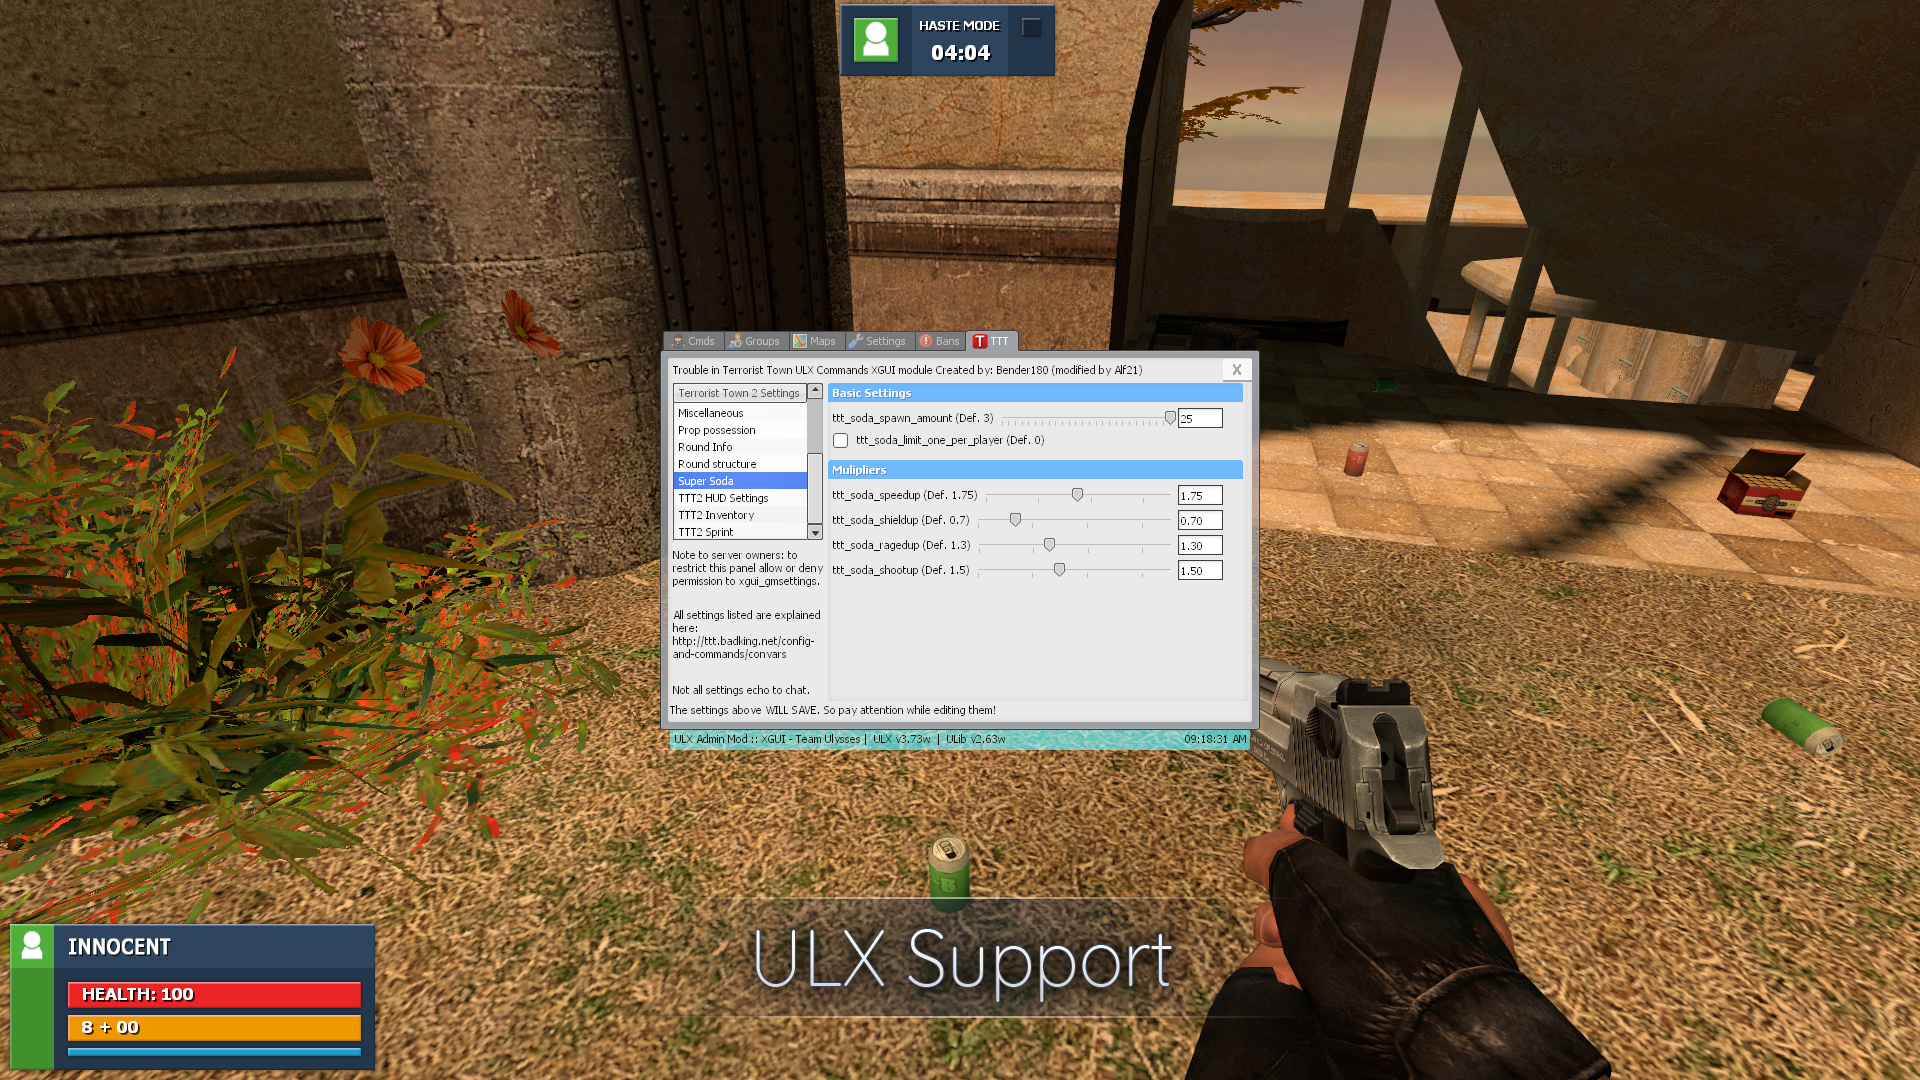 HASTE MODE
04:04
Cmds Groups Maps Settings Bans TTT
Trouble in Terrorist Town ULX Commands XGUI module Created by: Bender180 (modified by Alf21)
X
Terrorist Town 2 Settings
Miscellaneous
Prop possession
Round Info
Round structure
Super Soda
TTT2 HUD Settings
TTT2 Inventory
TTT2 Sprint
Note to server owners: to
restrict this panel allow or deny
permission to xgui_gmsettings.
All settings listed are explained
here:
http://ttt.badking.net/config-
and-commands/convars
Not all settings echo to chat.
Basic Settings
ttt_soda_spawn_amount (Def. 3) 25
ttt_soda_limit_one_per_player (Def. 0)
Mulipliers
ttt_soda_speedup (Def. 1.75) 1.75
ttt_soda_shieldup (Def. 0.7) 0.70
ttt_soda_ragedup (Def. 1.3) 1.30
ttt_soda_shootup (Def. 1.5) 1.50
The settings above WILL SAVE. So pay attention while editing them!
ULX Admin Mod :: XGUI - Team Ulysses | ULX v3.73w | ULib v2.63w 09:18:31 AM
ULX Support
INNOCENT
HEALTH: 100
8 + 00